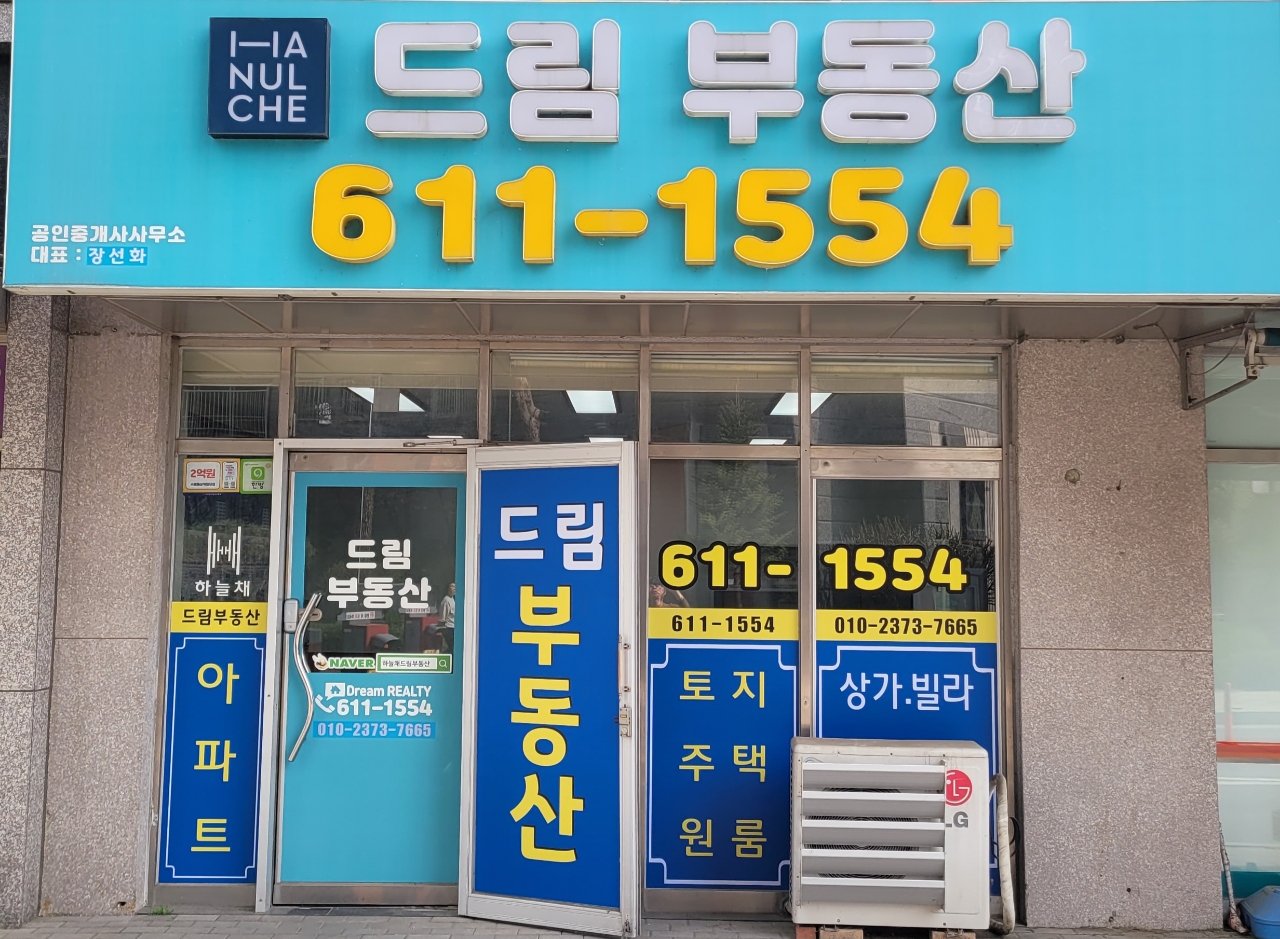 HANUL
CHE
드림 부동산
611-1554
공인중개사사무소
대표 : 장선화
2억원
한방
하늘채
드림부동산
아파트
드림
부동산
NAVER 하늘채드림부동산
Dream REALTY
611-1554
010-2373-7665
드림
부동산
611-1554
611-1554
010-2373-7665
토지
주택
원룸
상가.빌라
LG
LG